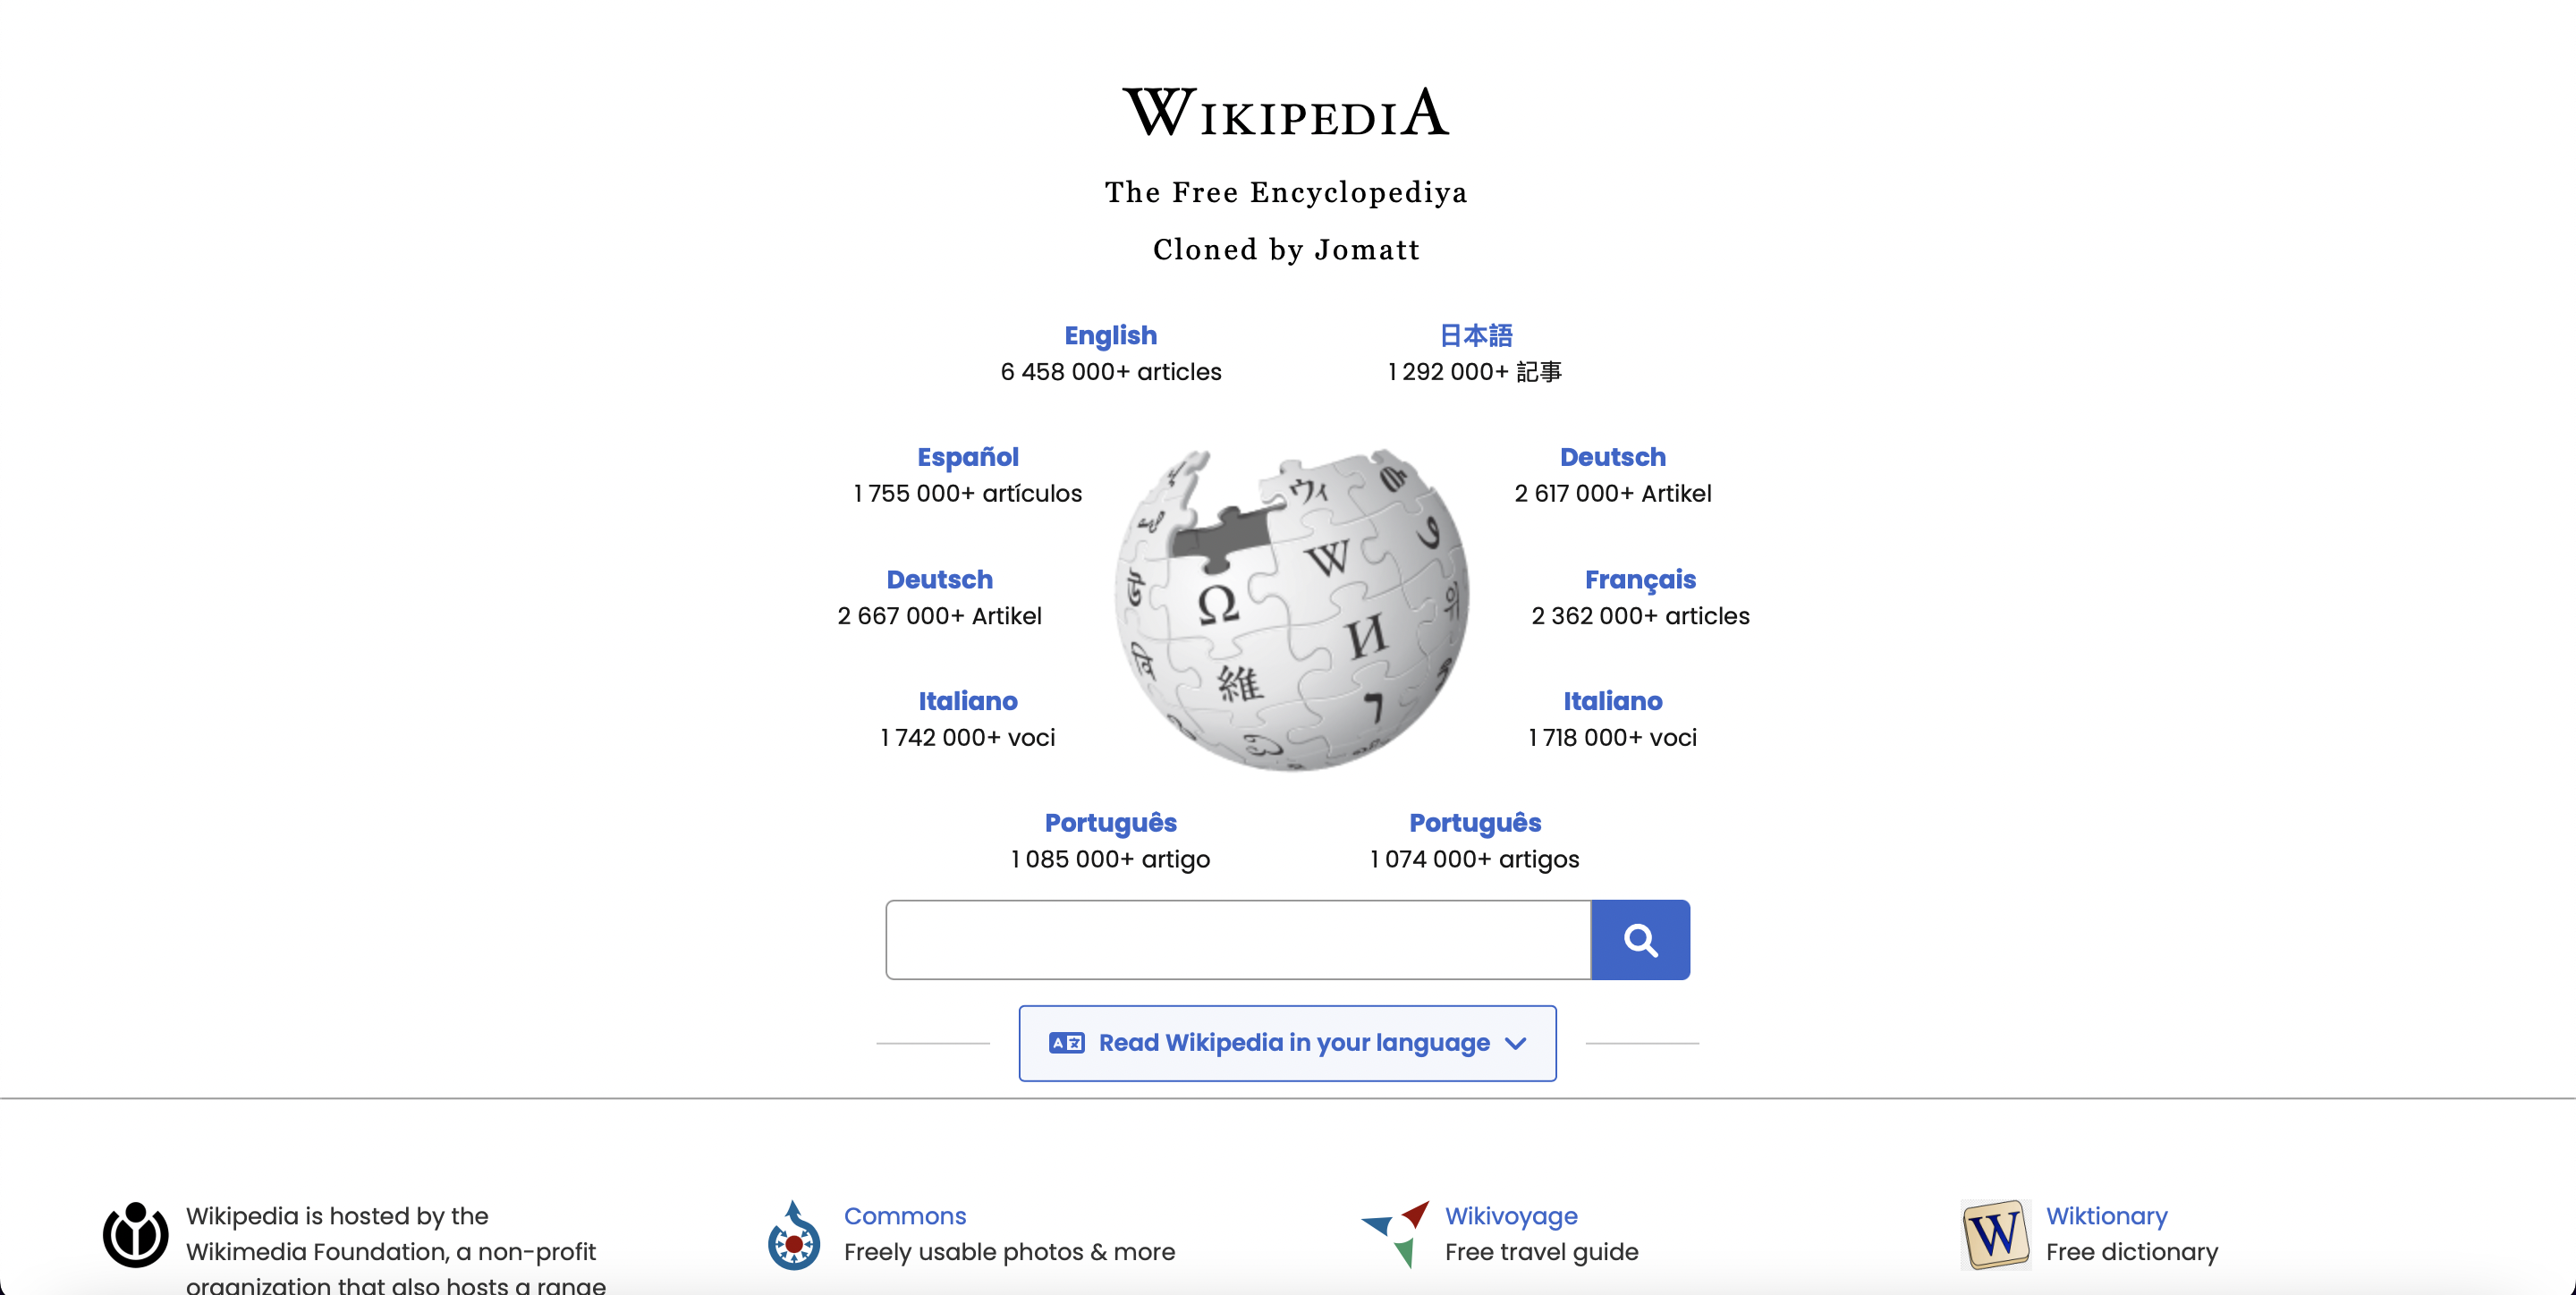 WIKIPEDIA
The Free Encyclopediya
Cloned by Jomatt
English
6 458 000+ articles
日本語
1 292 000+ 記事
Español
1 755 000+ artículos
Deutsch
2 617 000+ Artikel
Deutsch
2 667 000+ Artikel
Français
2 362 000+ articles
Italiano
1 742 000+ voci
Italiano
1 718 000+ voci
Ω
W
И
維
ウィ
Português
1 085 000+ artigo
Português
1 074 000+ artigos
Read Wikipedia in your language
Wikipedia is hosted by the
Wikimedia Foundation, a non-profit
organization that also hosts a range
Commons
Freely usable photos & more
Wikivoyage
Free travel guide
W
Wiktionary
Free dictionary